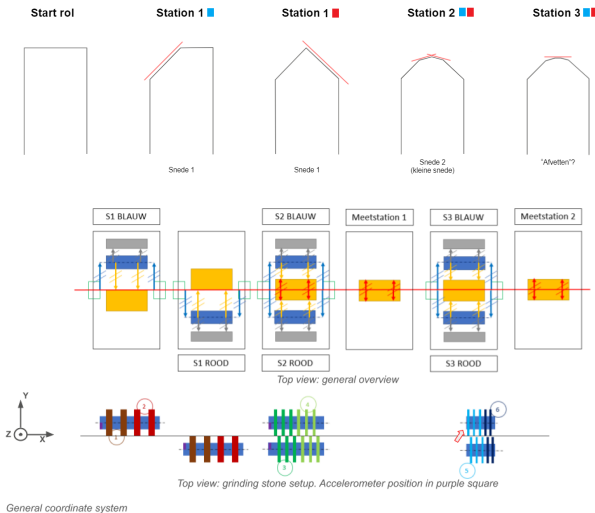 Start rol
Station 1
Station 1
Station 2
Station 3
Snede 1
Snede 1
Snede 2
(kleine snede)
"Afvetten"?
S1 BLAUW
S2 BLAUW
Meetstation 1
S3 BLAUW
Meetstation 2
S1 ROOD
S2 ROOD
S3 ROOD
Top view: general overview
Y
Z
X
2
1
4
3
6
5
Top view: grinding stone setup. Accelerometer position in purple square
General coordinate system